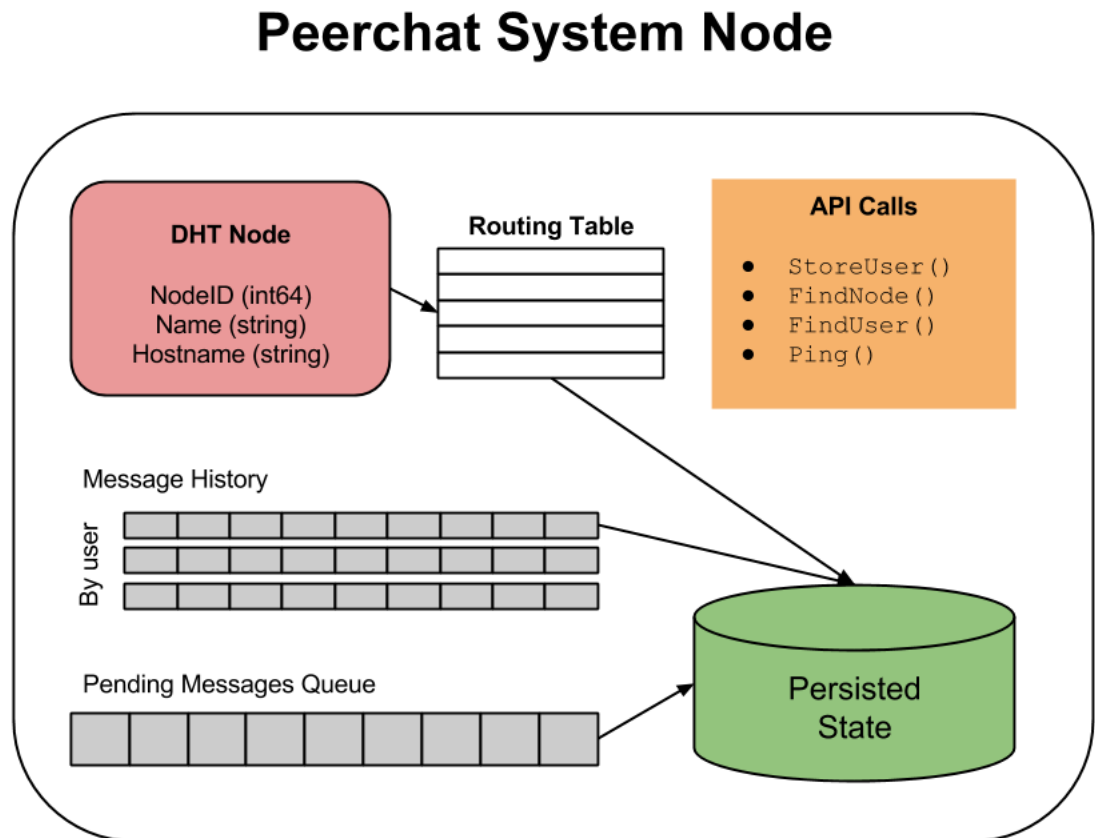 Peerchat System Node
DHT Node
NodeID (int64)
Name (string)
Hostname (string)
Routing Table
API Calls
● StoreUser()
● FindNode()
● FindUser()
● Ping()
Message History
By user
Pending Messages Queue
Persisted
State